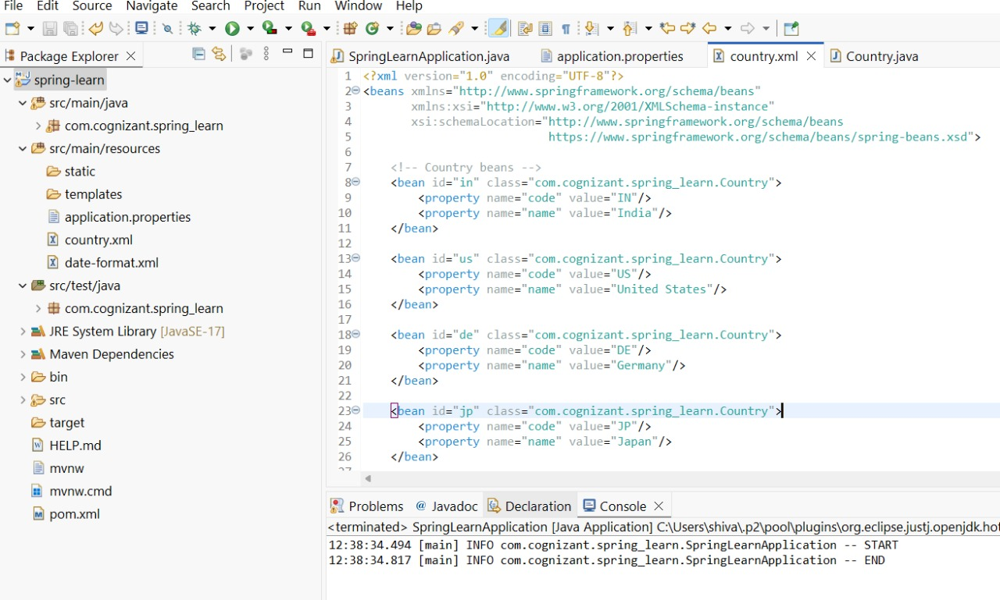 File Edit Source Navigate Search Project Run Window Help
Package Explorer
spring-learn
src/main/java
com.cognizant.spring_learn
src/main/resources
static
templates
application.properties
country.xml
date-format.xml
src/test/java
com.cognizant.spring_learn
JRE System Library [JavaSE-17]
Maven Dependencies
bin
src
target
HELP.md
mvnw
mvnw.cmd
pom.xml
SpringLearnApplication.java application.properties country.xml Country.java
1 <?xml version="1.0" encoding="UTF-8"?>
2 <beans xmlns="http://www.springframework.org/schema/beans"
3 xmlns:xsi="http://www.w3.org/2001/XMLSchema-instance"
4 xsi:schemaLocation="http://www.springframework.org/schema/beans
5 https://www.springframework.org/schema/beans/spring-beans.xsd">
6
7 <!-- Country beans -->
8 <bean id="in" class="com.cognizant.spring_learn.Country">
9 <property name="code" value="IN"/>
10 <property name="name" value="India"/>
11 </bean>
12
13 <bean id="us" class="com.cognizant.spring_learn.Country">
14 <property name="code" value="US"/>
15 <property name="name" value="United States"/>
16 </bean>
17
18 <bean id="de" class="com.cognizant.spring_learn.Country">
19 <property name="code" value="DE"/>
20 <property name="name" value="Germany"/>
21 </bean>
22
23 <bean id="jp" class="com.cognizant.spring_learn.Country">
24 <property name="code" value="JP"/>
25 <property name="name" value="Japan"/>
26 </bean>
27
Problems @ Javadoc Declaration Console
<terminated> SpringLearnApplication [Java Application] C:\Users\shiva\.p2\pool\plugins\org.eclipse.justj.openjdk.hot
12:38:34.494 [main] INFO com.cognizant.spring_learn.SpringLearnApplication -- START
12:38:34.817 [main] INFO com.cognizant.spring_learn.SpringLearnApplication -- END